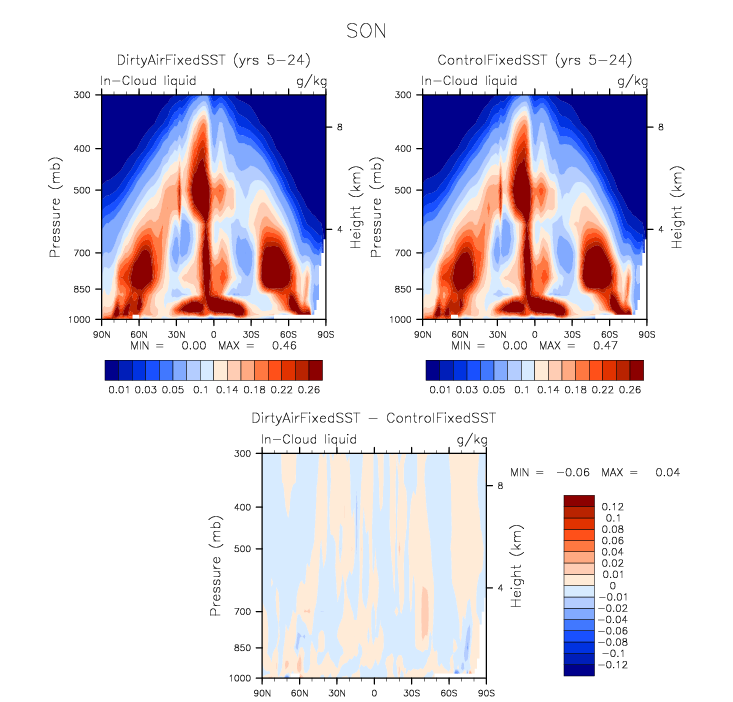 SON
DirtyAirFixedSST (yrs 5-24)
In-Cloud liquid g/kg
300
400
500
700
850
1000
Pressure (mb)
8
4
Height (km)
90N 60N 30N 0 30S 60S 90S
MIN = 0.00 MAX = 0.46
0.01 0.03 0.05 0.1 0.14 0.18 0.22 0.26
ControlFixedSST (yrs 5-24)
In-Cloud liquid g/kg
300
400
500
700
850
1000
Pressure (mb)
8
4
Height (km)
90N 60N 30N 0 30S 60S 90S
MIN = 0.00 MAX = 0.47
0.01 0.03 0.05 0.1 0.14 0.18 0.22 0.26
DirtyAirFixedSST - ControlFixedSST
In-Cloud liquid g/kg
300
400
500
700
850
1000
Pressure (mb)
8
4
Height (km)
90N 60N 30N 0 30S 60S 90S
MIN = -0.06 MAX = 0.04
0.12
0.1
0.08
0.06
0.04
0.02
0.01
0
-0.01
-0.02
-0.04
-0.06
-0.08
-0.1
-0.12